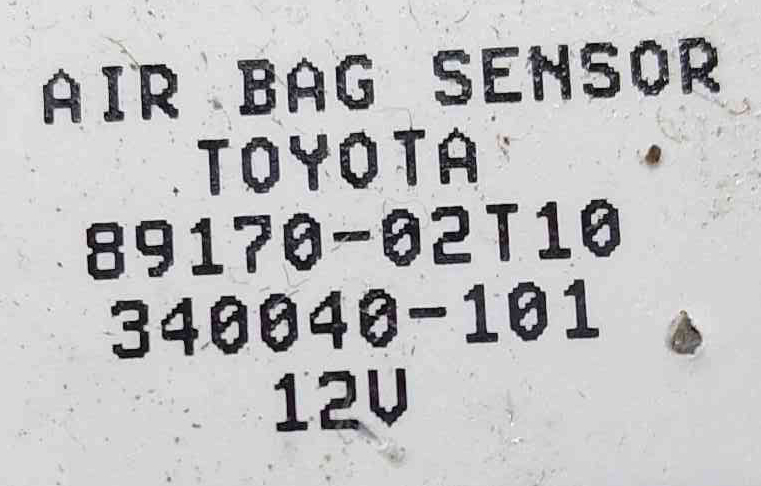 AIR BAG SENSOR
TOYOTA
89170-02T10
340040-101
12V